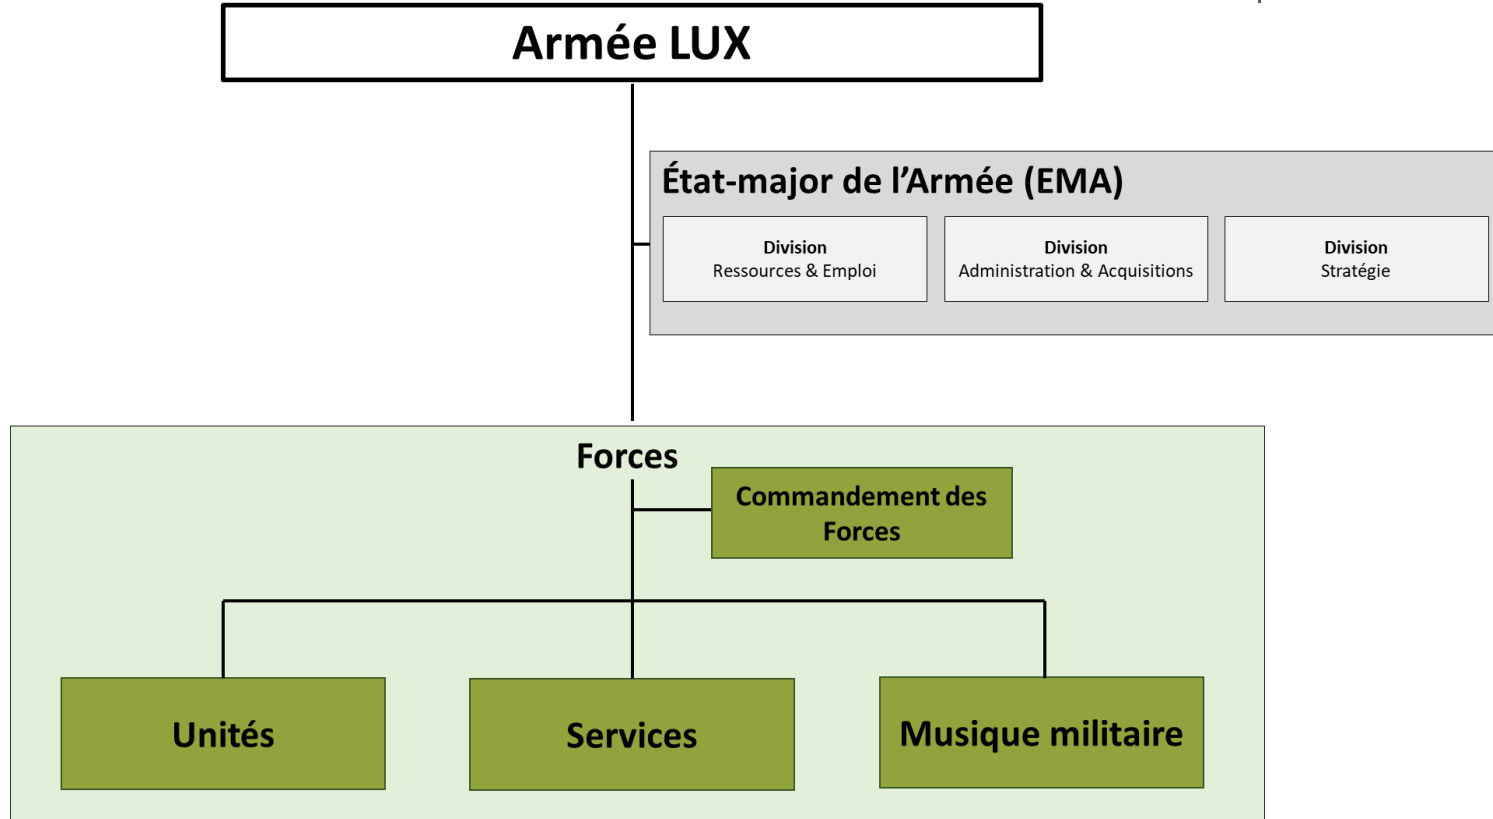 Armée LUX
État-major de l’Armée (EMA)
Division
Ressources & Emploi
Division
Administration & Acquisitions
Division
Stratégie
Forces
Commandement des
Forces
Unités
Services
Musique militaire